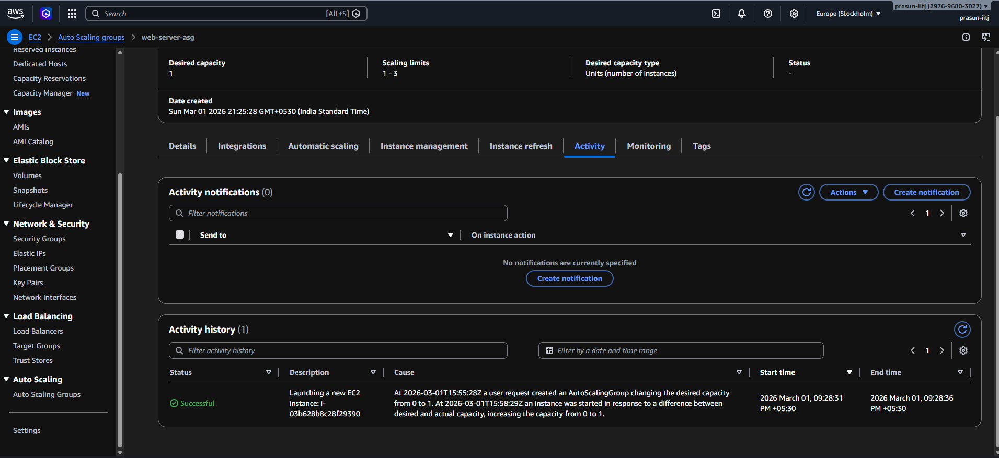 aws
Search [Alt+S]
Europe (Stockholm)
prasun-iitj (2976-9680-3027)
prasun-iitj
EC2 > Auto Scaling groups > web-server-asg
Reserved Instances
Dedicated Hosts
Capacity Reservations
Capacity Manager New
Images
AMIs
AMI Catalog
Elastic Block Store
Volumes
Snapshots
Lifecycle Manager
Network & Security
Security Groups
Elastic IPs
Placement Groups
Key Pairs
Network Interfaces
Load Balancing
Load Balancers
Target Groups
Trust Stores
Auto Scaling
Auto Scaling Groups
Settings
Desired capacity
1
Scaling limits
1 - 3
Desired capacity type
Units (number of instances)
Status
-
Date created
Sun Mar 01 2026 21:25:28 GMT+0530 (India Standard Time)
Details Integrations Automatic scaling Instance management Instance refresh Activity Monitoring Tags
Activity notifications (0)
Actions
Create notification
Filter notifications
1
Send to On instance action
No notifications are currently specified
Create notification
Activity history (1)
Filter activity history
Filter by a date and time range
1
Status Description Cause Start time End time
Successful
Launching a new EC2
instance: i-
03b628b8c28f29390
At 2026-03-01T15:55:28Z a user request created an AutoScalingGroup changing the desired capacity
from 0 to 1. At 2026-03-01T15:58:29Z an instance was started in response to a difference between
desired and actual capacity, increasing the capacity from 0 to 1.
2026 March 01, 09:28:31
PM +05:30
2026 March 01, 09:28:36
PM +05:30